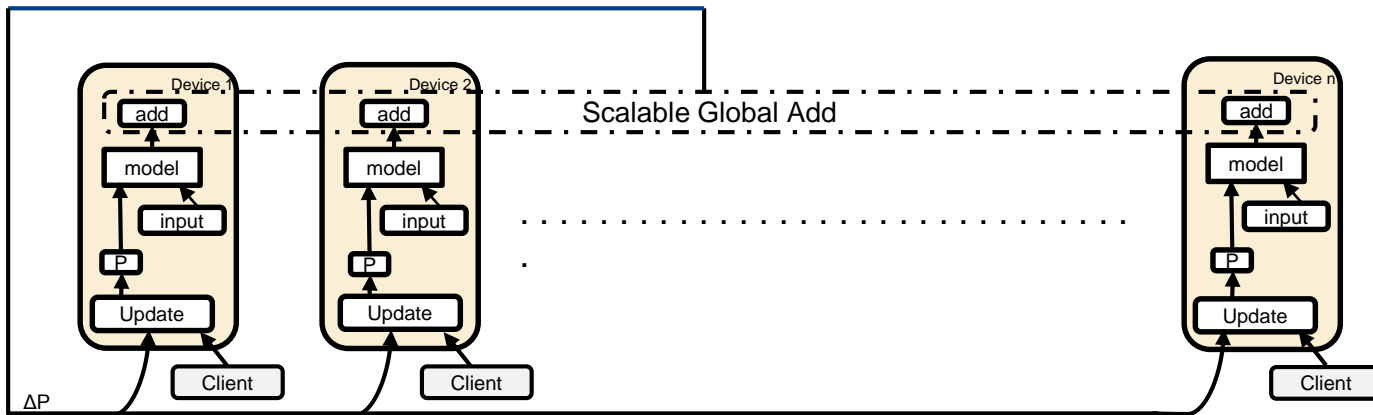 Device 1
add
model
input
P
Update
Client
Device 2
add
model
input
P
Update
Client
Scalable Global Add
. . . . . . . . . . . . . . . . . . . . . . . . . . . . . .
.
Device n
add
model
input
P
Update
Client
ΔP